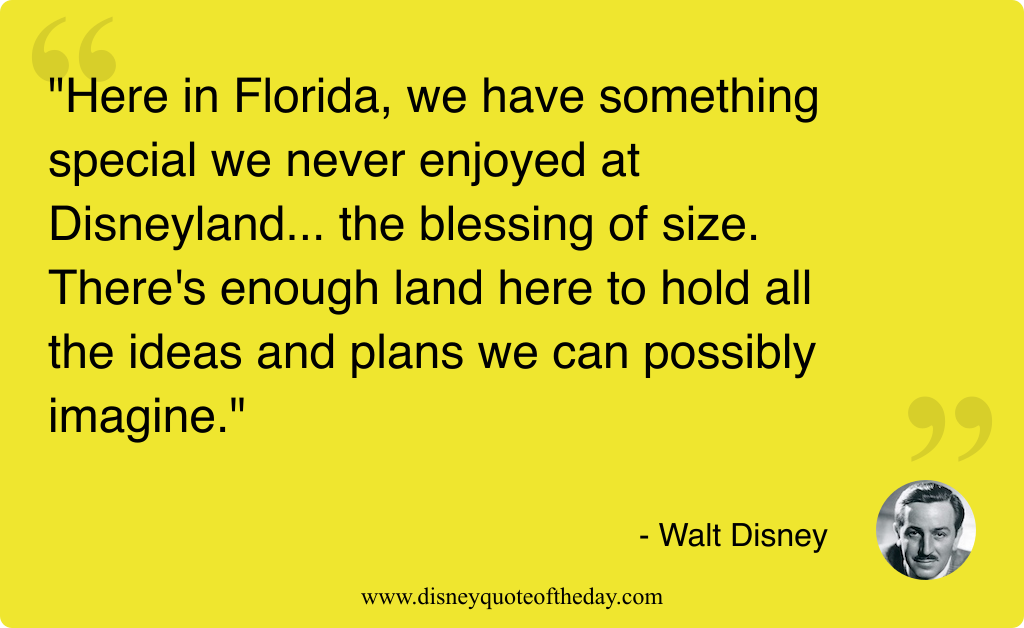 "Here in Florida, we have something
special we never enjoyed at
Disneyland... the blessing of size.
There's enough land here to hold all
the ideas and plans we can possibly
imagine."
- Walt Disney
www.disneyquoteoftheday.com